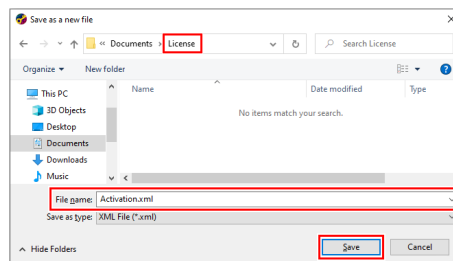 Save as a new file
« Documents › License
Search License
Organize
New folder
This PC
3D Objects
Desktop
Documents
Downloads
Music
Name
Date modified
Type
No items match your search.
File name: Activation.xml
Save as type: XML File (*.xml)
Hide Folders
Save
Cancel